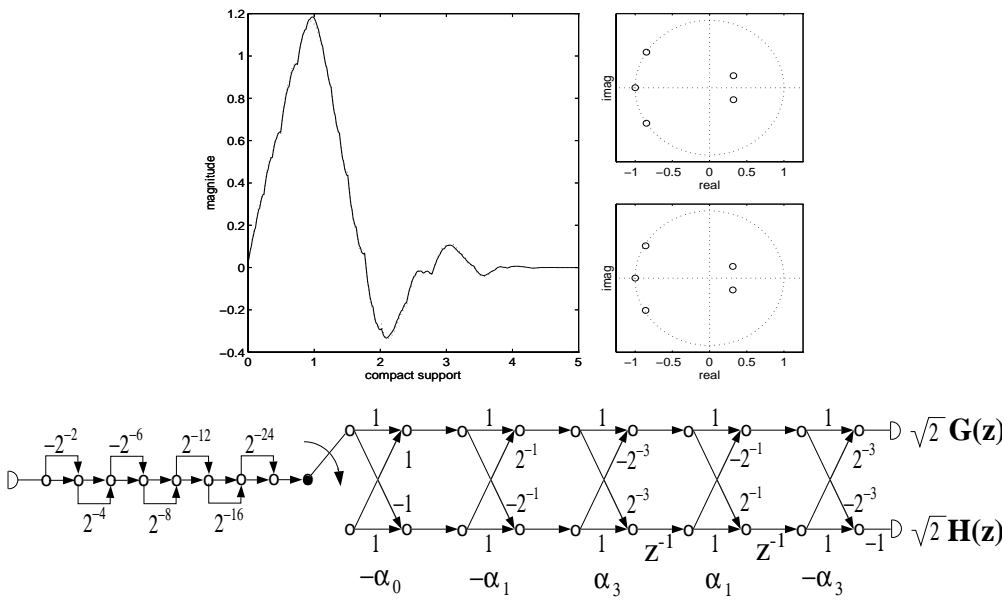 1.2
1
0.8
0.6
0.4
0.2
0
−0.2
−0.4
magnitude
0 1 2 3 4 5
compact support
imag
−1 −0.5 0 0.5 1
real
imag
−1 −0.5 0 0.5 1
real
−2⁻² −2⁻⁶ 2⁻¹² 2⁻²⁴
2⁻⁴ 2⁻⁸ 2⁻¹⁶
1 1 1 1 1 √2 G(z)
1 2⁻¹ −2⁻³ −2⁻¹ 2⁻³
−1 −2⁻¹ 2⁻³ 2⁻¹ −2⁻³
1 1 1 z⁻¹ 1 z⁻¹ 1 −1 √2 H(z)
−α₀ −α₁ α₃ α₁ −α₃